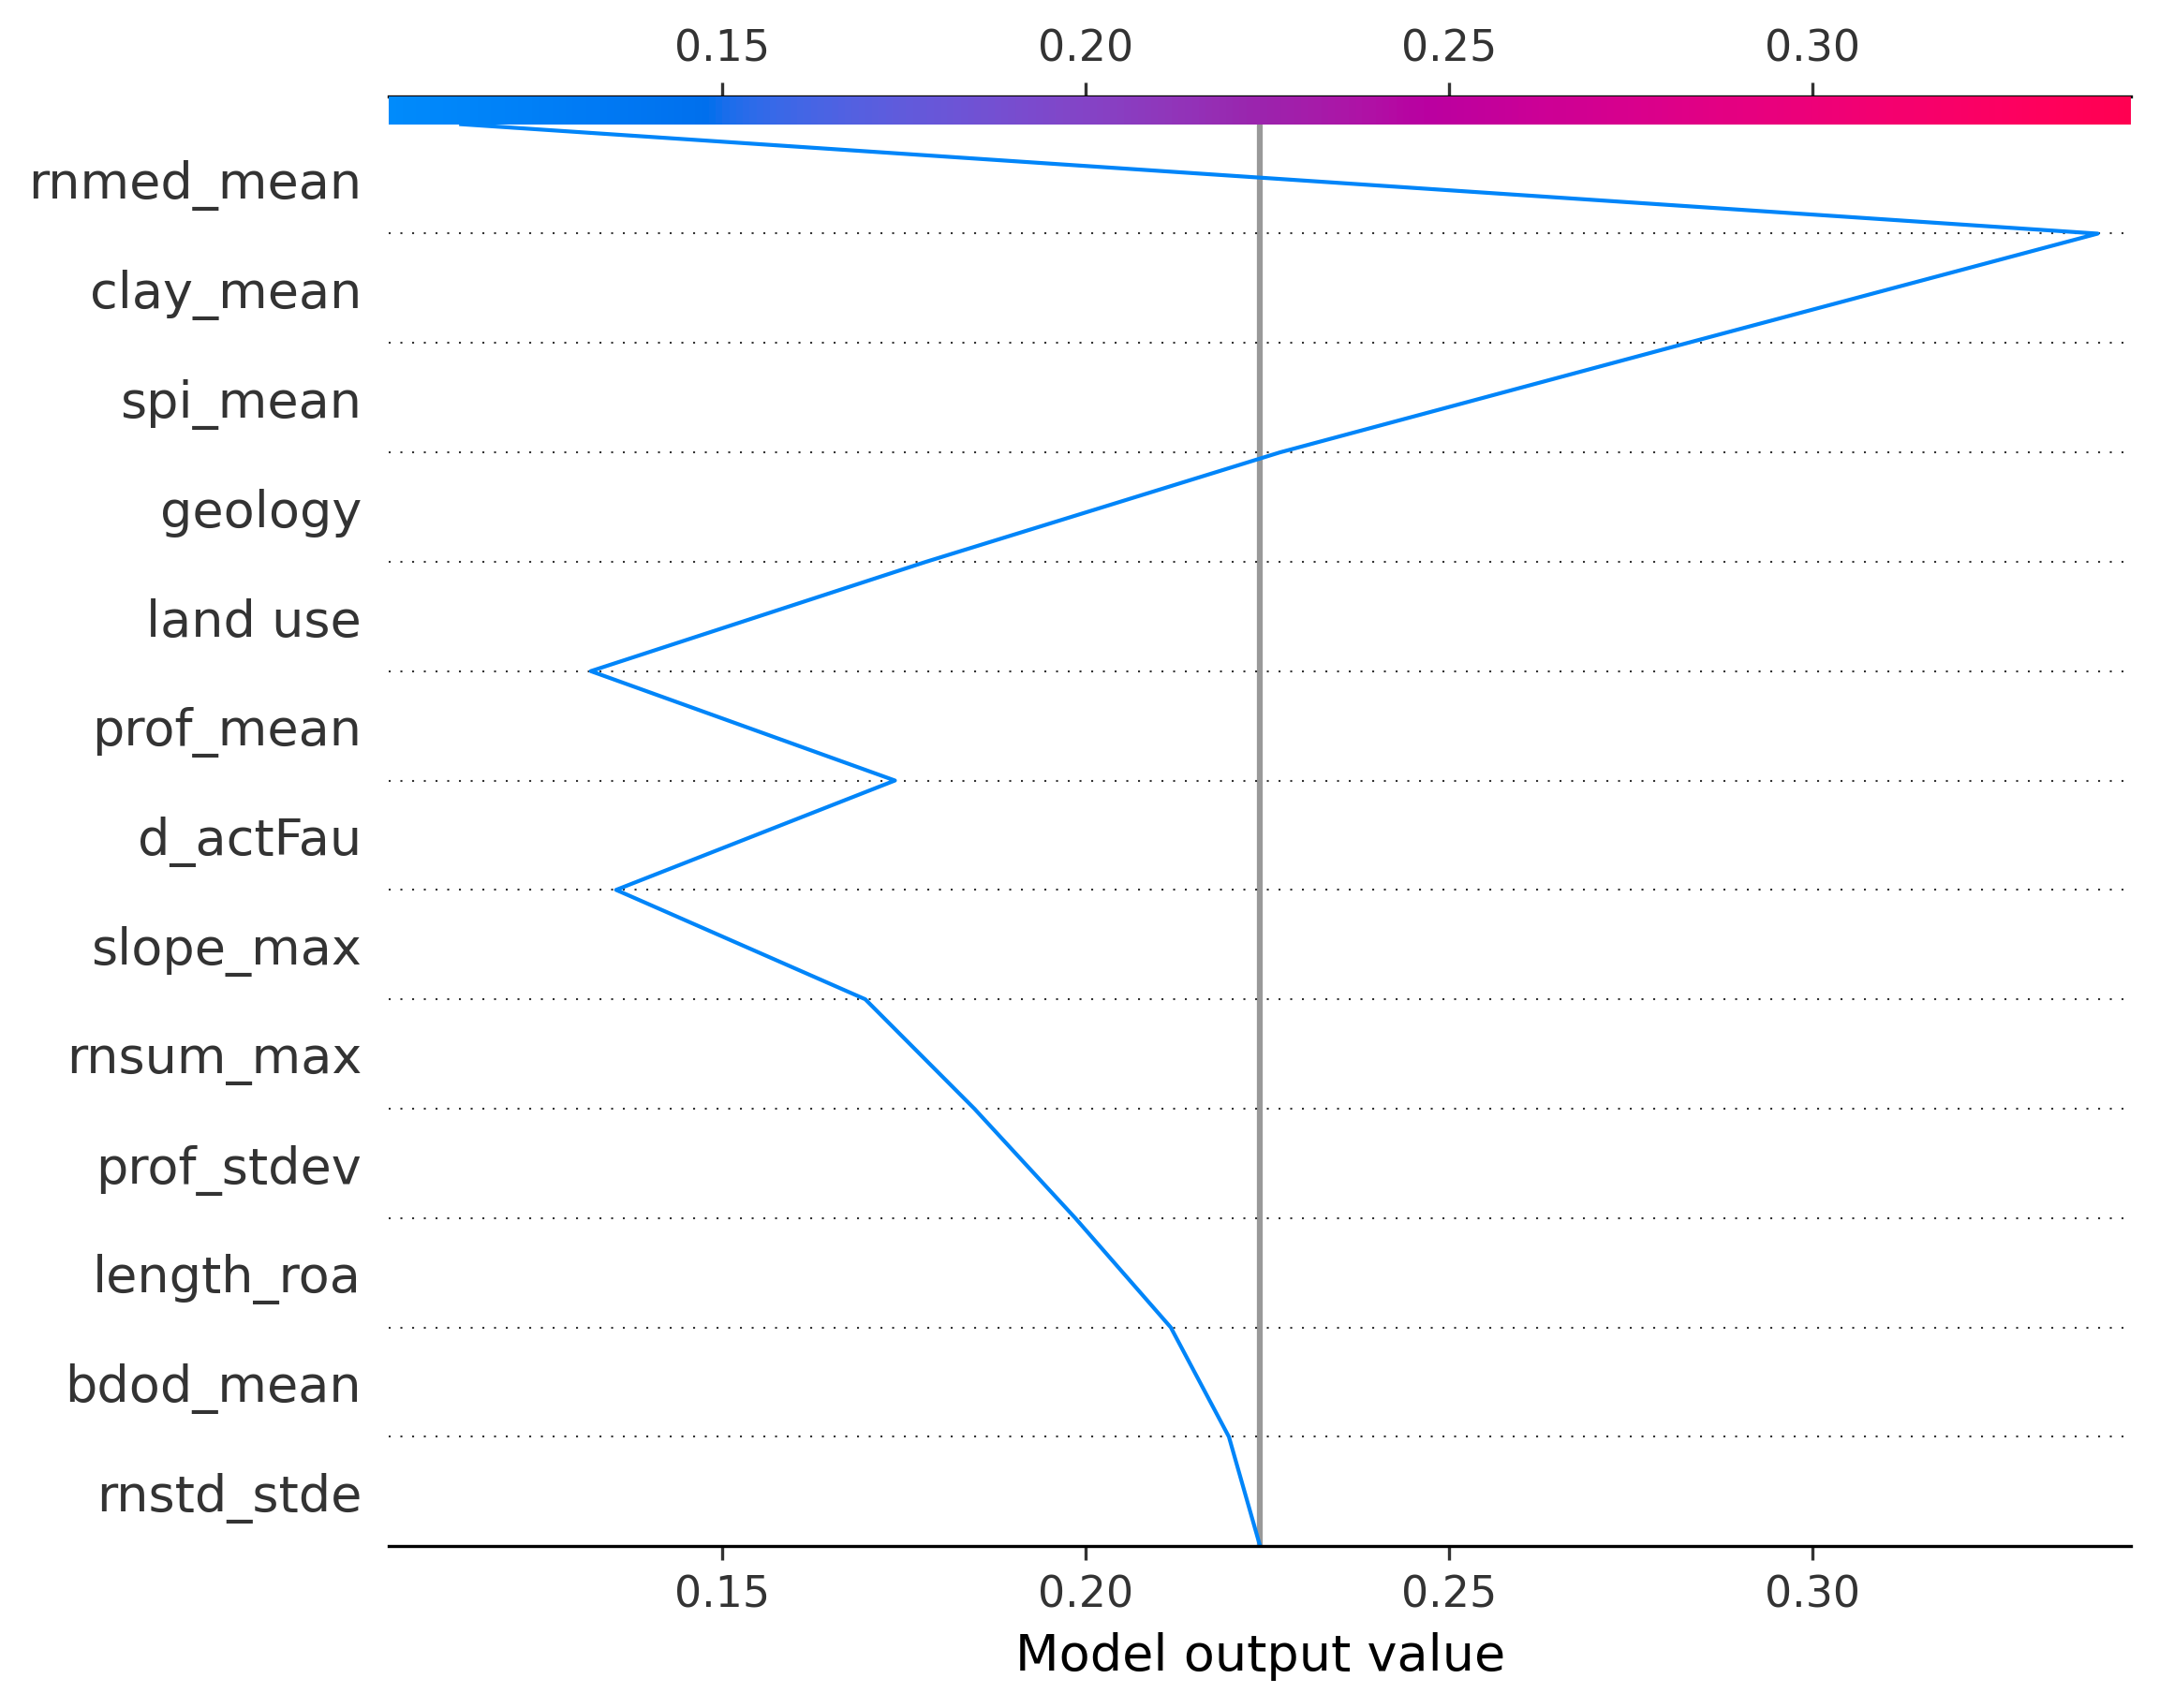 0.15 0.20 0.25 0.30
rnmed_mean
clay_mean
spi_mean
geology
land use
prof_mean
d_actFau
slope_max
rnsum_max
prof_stdev
length_roa
bdod_mean
rnstd_stde
0.15 0.20 0.25 0.30
Model output value